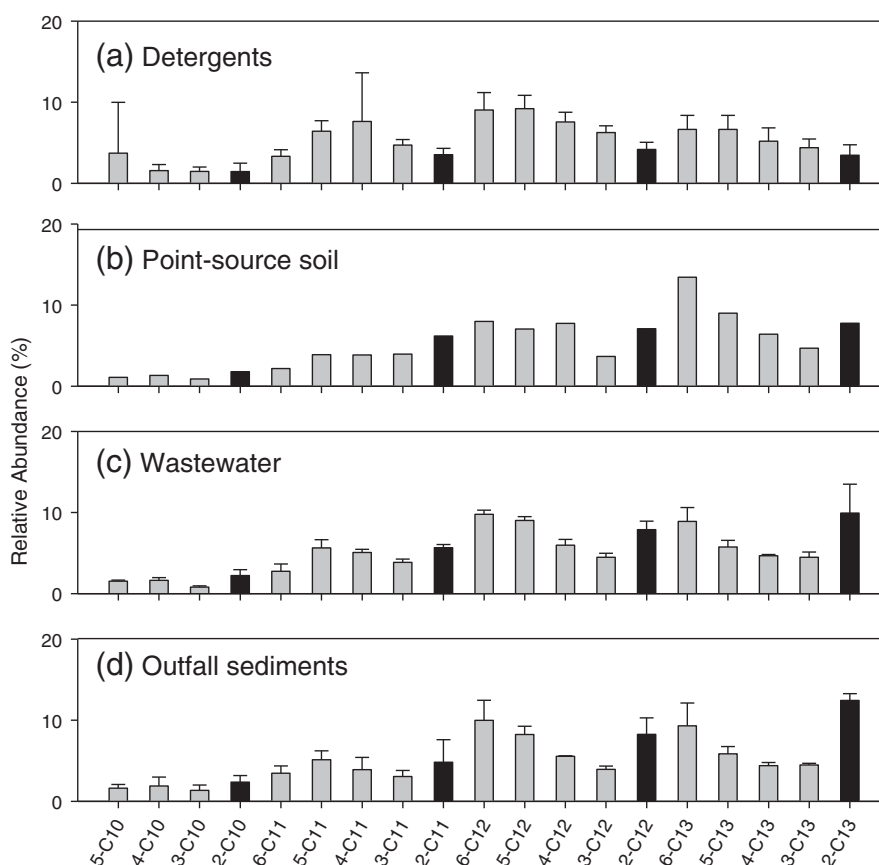 Relative Abundance (%)
20
(a) Detergents
10
0
20
(b) Point-source soil
10
0
20
(c) Wastewater
10
0
20
(d) Outfall sediments
10
0
5-C10
4-C10
3-C10
2-C10
6-C11
5-C11
4-C11
3-C11
2-C11
6-C12
5-C12
4-C12
3-C12
2-C12
6-C13
5-C13
4-C13
3-C13
2-C13